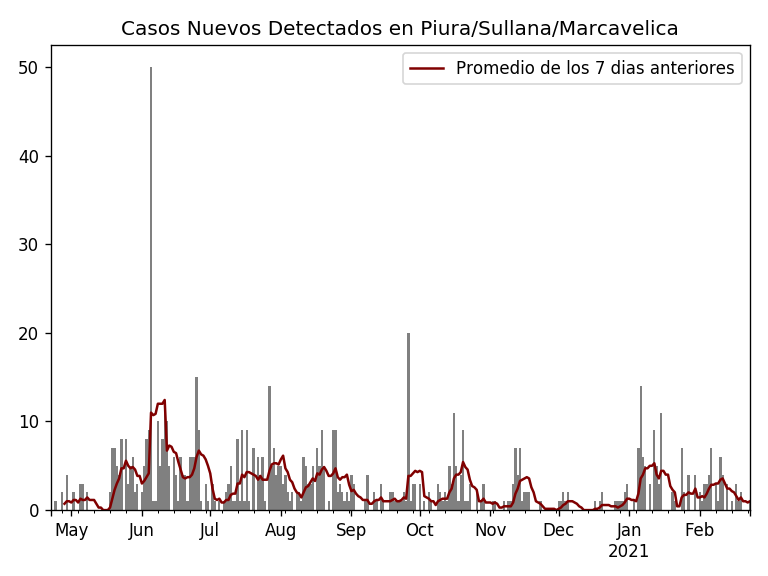 Casos Nuevos Detectados en Piura/Sullana/Marcavelica
Promedio de los 7 dias anteriores
50
40
30
20
10
0
May Jun Jul Aug Sep Oct Nov Dec Jan Feb
2021